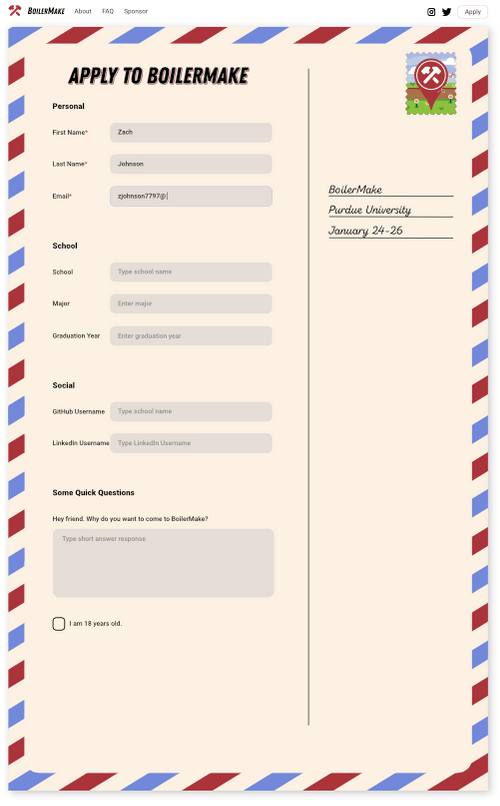 BoilerMake About FAQ Sponsor Apply
APPLY TO BOILERMAKE
Personal
First Name* Zach
Last Name* Johnson
Email* zjohnson7797@
BoilerMake
Purdue University
January 24-26
School
School Type school name
Major Enter major
Graduation Year Enter graduation year
Social
GitHub Username Type school name
LinkedIn Username Type LinkedIn Username
Some Quick Questions
Hey friend. Why do you want to come to BoilerMake?
Type short answer response
I am 18 years old.